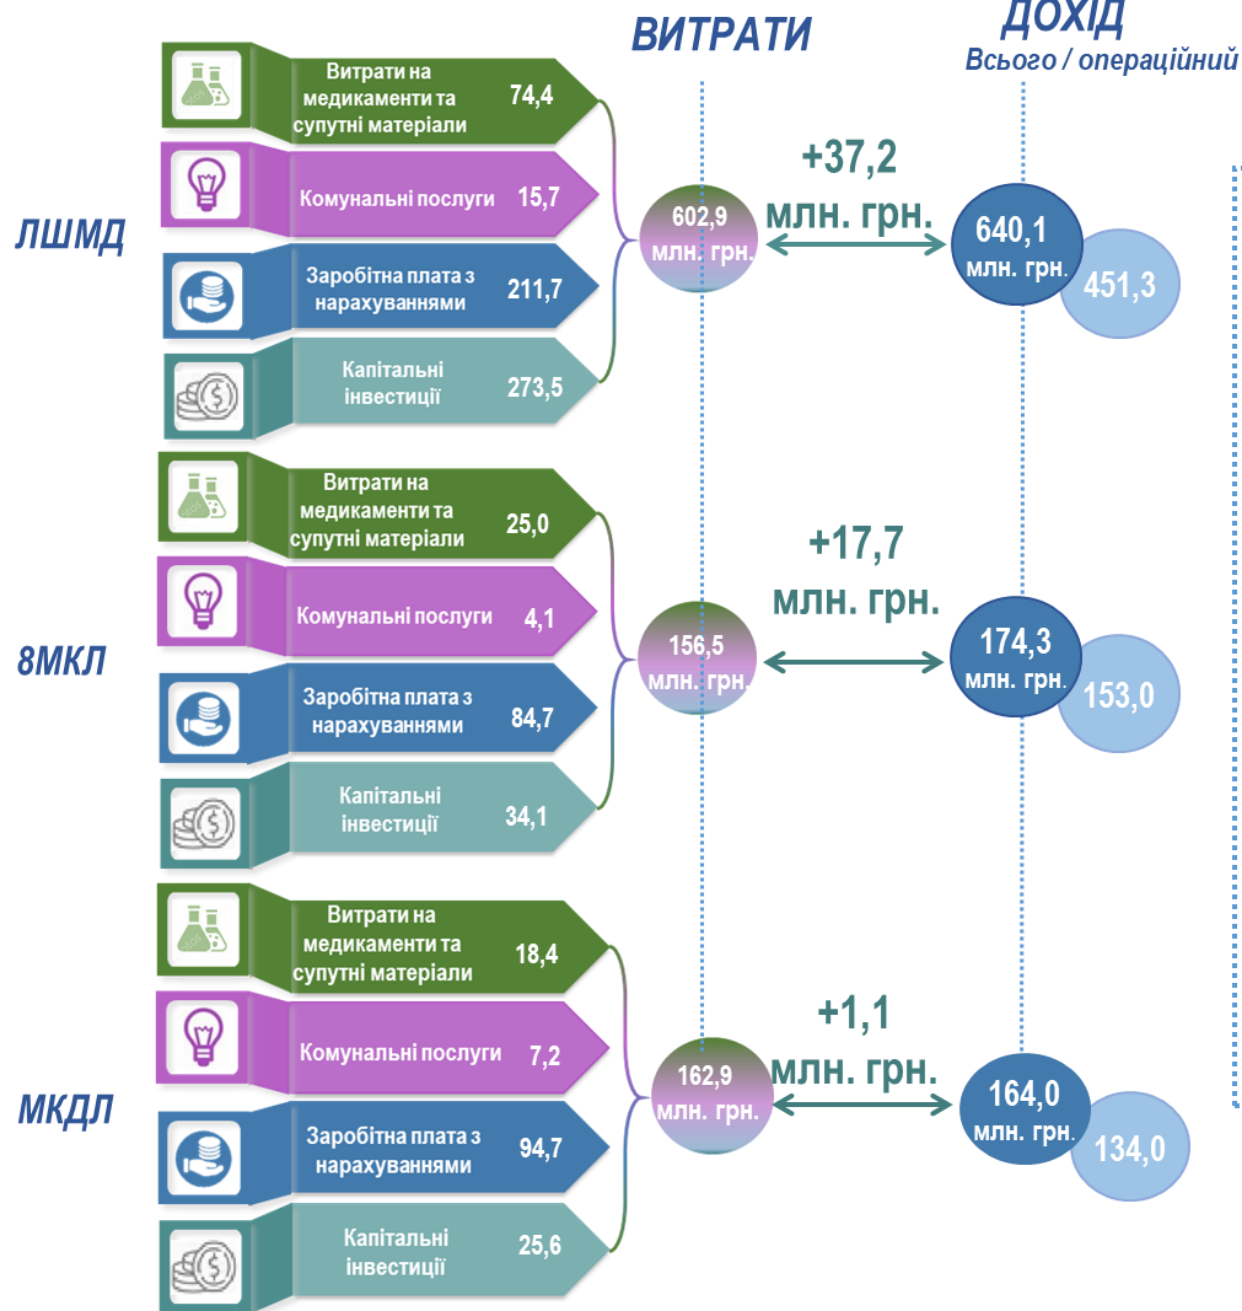 ВИТРАТИ
ДОХІД
Всього / операційний
ЛШМД
Витрати на
медикаменти та
супутні матеріали
74,4
Комунальні послуги 15,7
Заробітна плата з
нарахуваннями
211,7
Капітальні
інвестиції
273,5
602,9
млн. грн.
+37,2
млн. грн.
640,1
млн. грн.
451,3
8МКЛ
Витрати на
медикаменти та
супутні матеріали
25,0
Комунальні послуги 4,1
Заробітна плата з
нарахуваннями
84,7
Капітальні
інвестиції
34,1
156,5
млн. грн.
+17,7
млн. грн.
174,3
млн. грн.
153,0
МКДЛ
Витрати на
медикаменти та
супутні матеріали
18,4
Комунальні послуги 7,2
Заробітна плата з
нарахуваннями
94,7
Капітальні
інвестиції
25,6
162,9
млн. грн.
+1,1
млн. грн.
164,0
млн. грн.
134,0